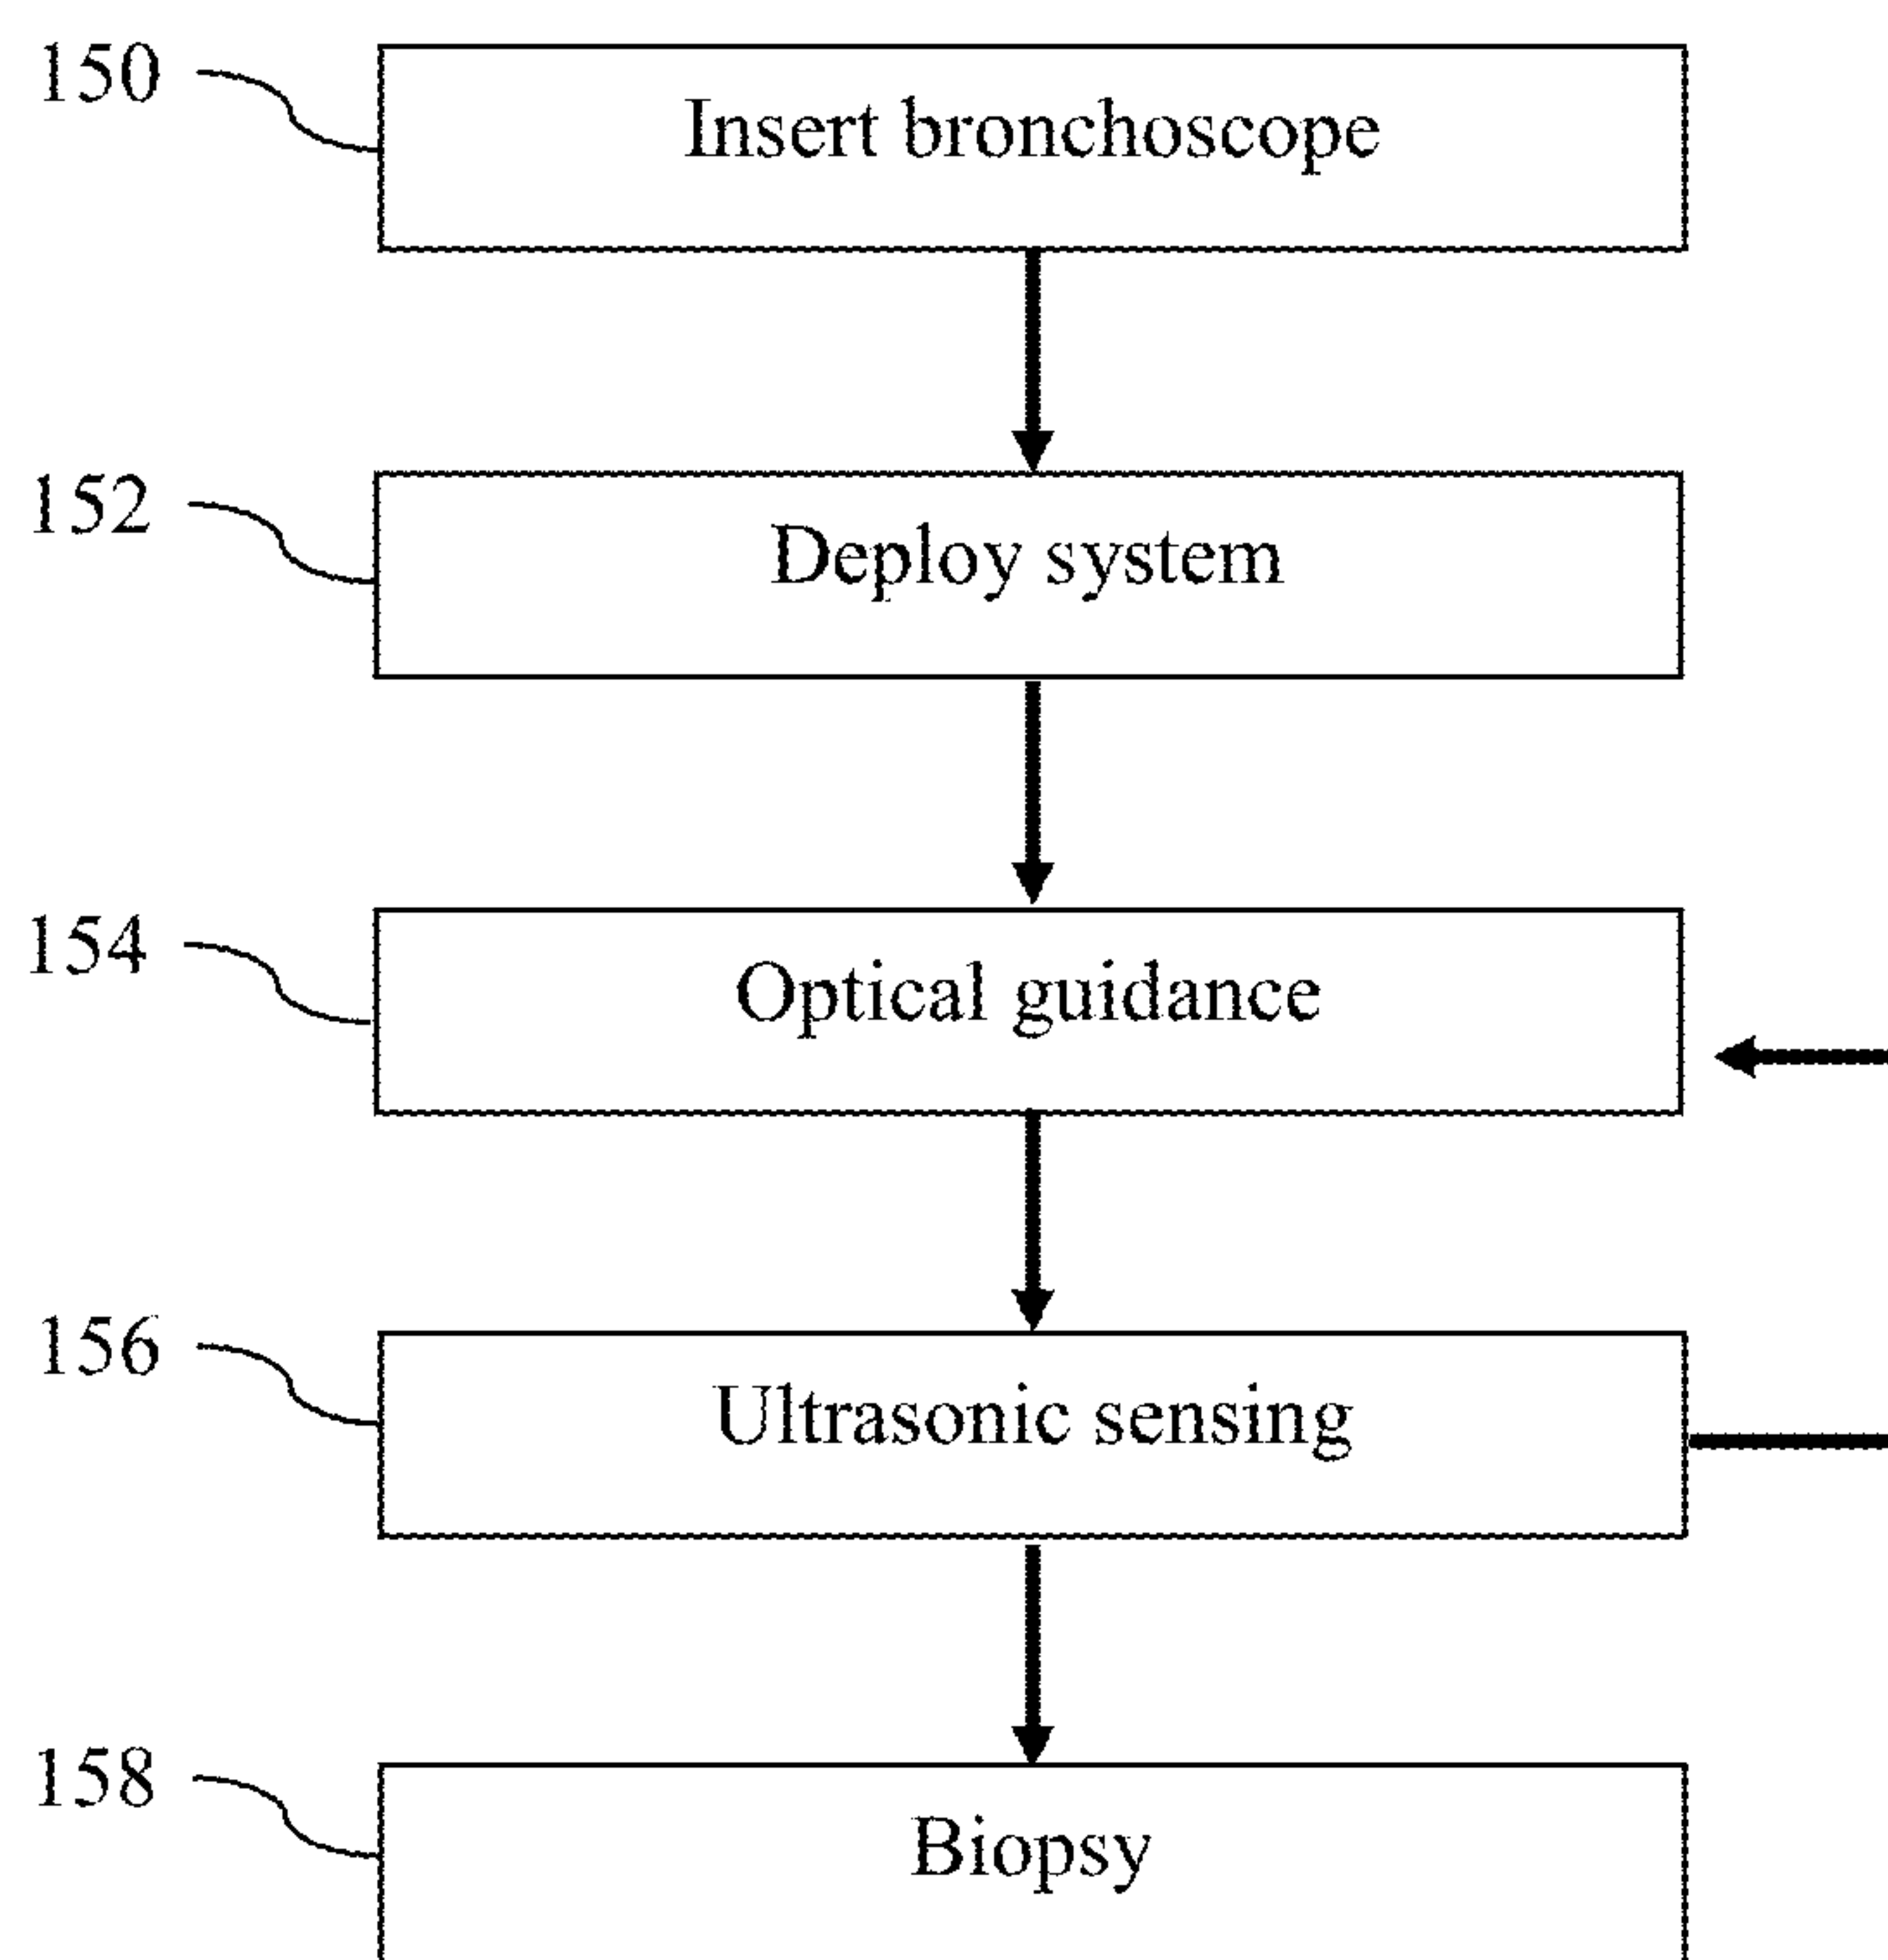 150 Insert bronchoscope
152 Deploy system
154 Optical guidance
156 Ultrasonic sensing
158 Biopsy